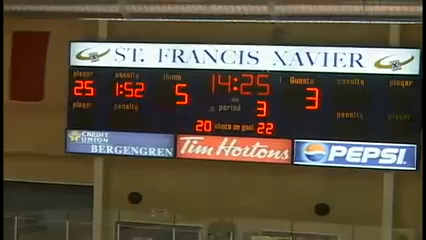 ST. FRANCIS XAVIER
player penalty Home 14:25 Guests penalty player
25 1:52 5 period 3 3
player penalty penalty player
20 shots on goal 22
CREDIT UNION
BERGENGREN
Tim Hortons
PEPSI